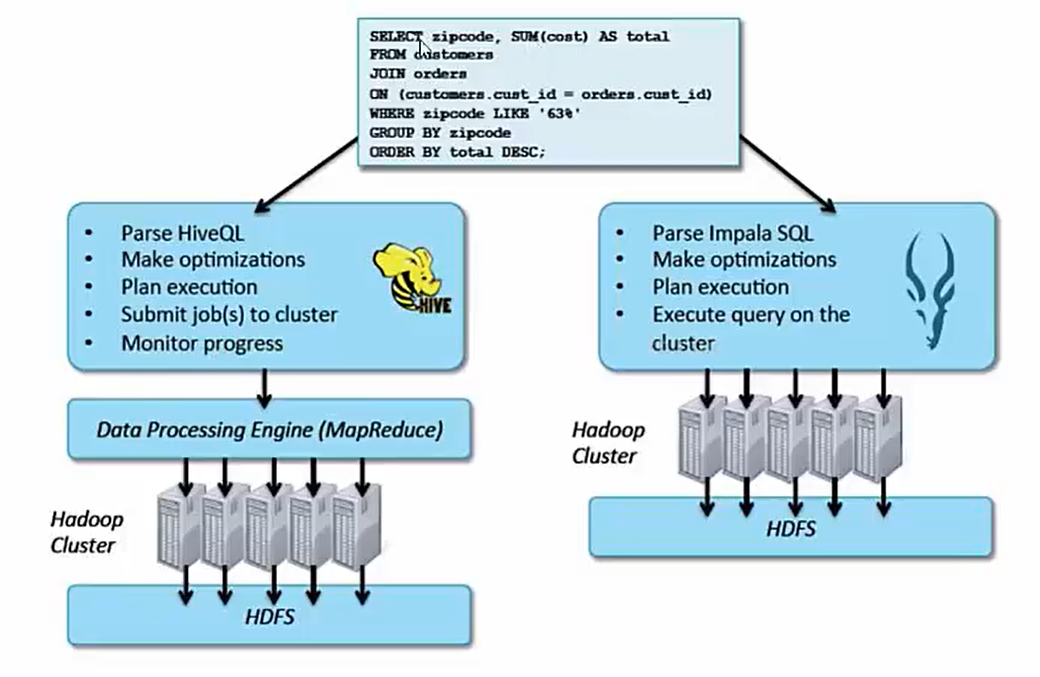 SELECT zipcode, SUM(cost) AS total
FROM customers
JOIN orders
ON (customers.cust_id = orders.cust_id)
WHERE zipcode LIKE '63%'
GROUP BY zipcode
ORDER BY total DESC;
• Parse HiveQL
• Make optimizations
• Plan execution
• Submit job(s) to cluster
• Monitor progress
HIVE
Data Processing Engine (MapReduce)
Hadoop
Cluster
HDFS
• Parse Impala SQL
• Make optimizations
• Plan execution
• Execute query on the
cluster
Hadoop
Cluster
HDFS